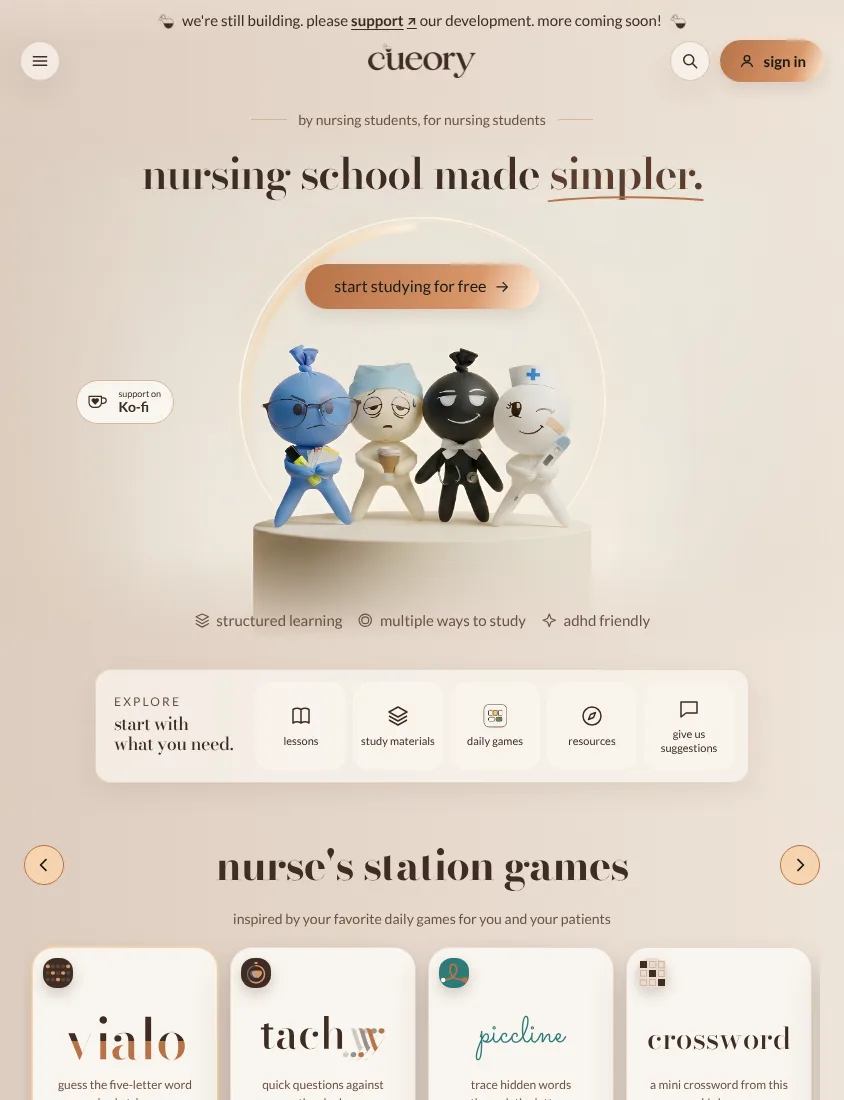 we're still building. please support ↗ our development. more coming soon!
cueory
sign in
by nursing students, for nursing students
nursing school made simpler.
start studying for free →
support on
Ko-fi
structured learning
multiple ways to study
adhd friendly
EXPLORE
start with
what you need.
lessons
study materials
daily games
resources
give us
suggestions
nurse's station games
inspired by your favorite daily games for you and your patients
vialo
guess the five-letter word
tachy
quick questions against
piccline
trace hidden words
crossword
a mini crossword from this